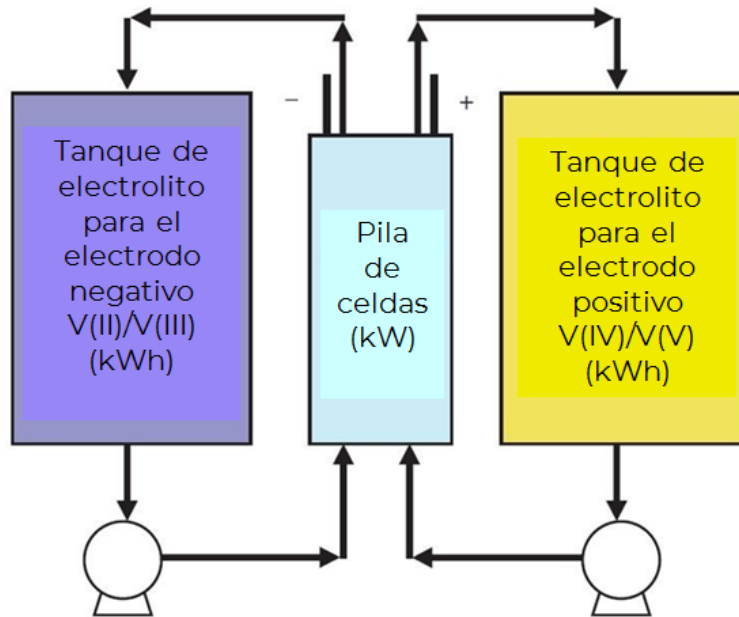 Tanque de
electrolito
para el
electrodo
negativo
V(II)/V(III)
(kWh)
−
Pila
de
celdas
(kW)
+
Tanque de
electrolito
para el
electrodo
positivo
V(IV)/V(V)
(kWh)